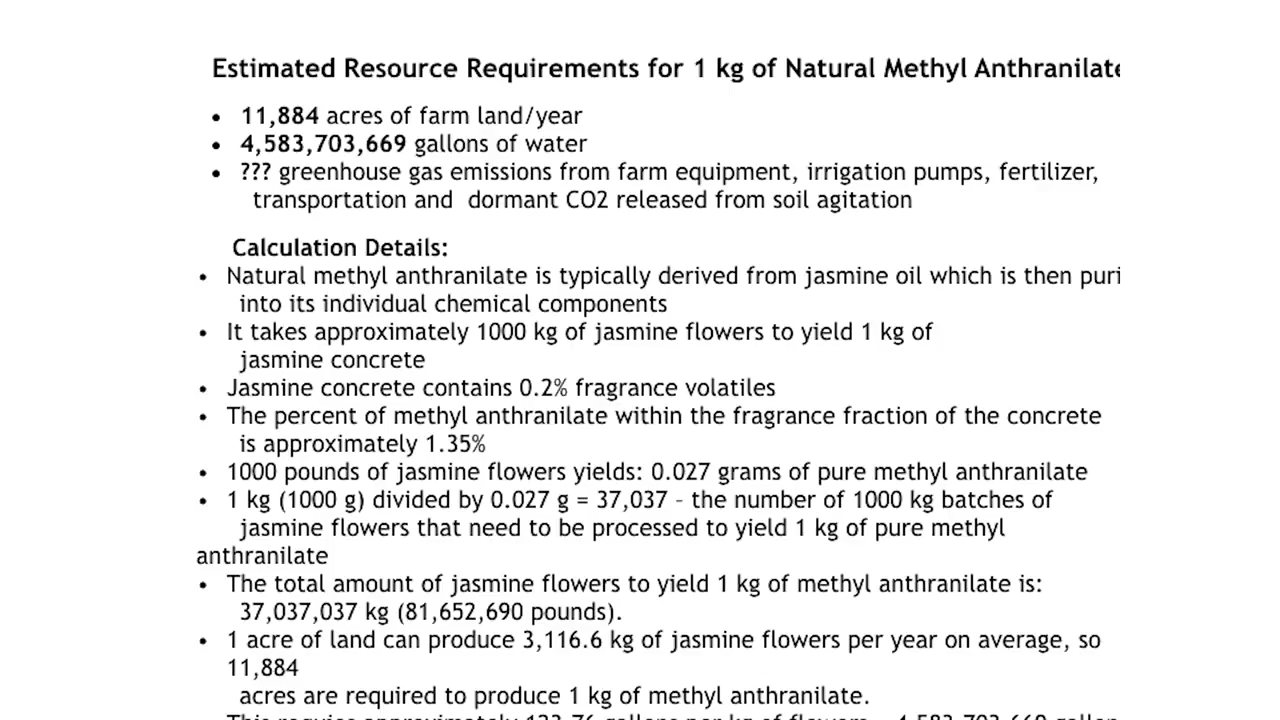 Estimated Resource Requirements for 1 kg of Natural Methyl Anthranilate
• 11,884 acres of farm land/year
• 4,583,703,669 gallons of water
• ??? greenhouse gas emissions from farm equipment, irrigation pumps, fertilizer,
transportation and dormant CO2 released from soil agitation
Calculation Details:
• Natural methyl anthranilate is typically derived from jasmine oil which is then puri
into its individual chemical components
• It takes approximately 1000 kg of jasmine flowers to yield 1 kg of
jasmine concrete
• Jasmine concrete contains 0.2% fragrance volatiles
• The percent of methyl anthranilate within the fragrance fraction of the concrete
is approximately 1.35%
• 1000 pounds of jasmine flowers yields: 0.027 grams of pure methyl anthranilate
• 1 kg (1000 g) divided by 0.027 g = 37,037 – the number of 1000 kg batches of
jasmine flowers that need to be processed to yield 1 kg of pure methyl
anthranilate
• The total amount of jasmine flowers to yield 1 kg of methyl anthranilate is:
37,037,037 kg (81,652,690 pounds).
• 1 acre of land can produce 3,116.6 kg of jasmine flowers per year on average, so
11,884
acres are required to produce 1 kg of methyl anthranilate.